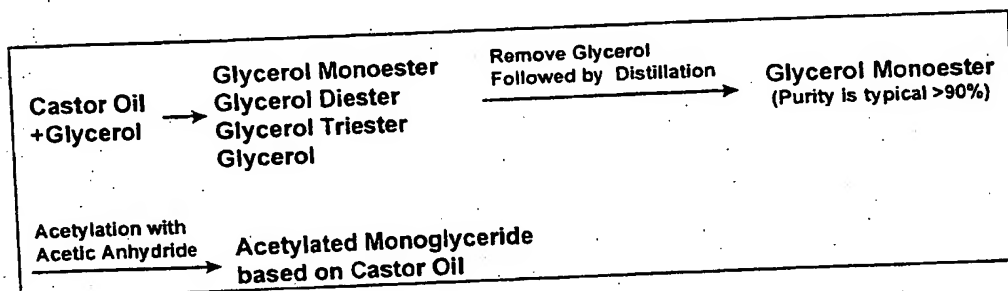 Castor Oil
+Glycerol
Glycerol Monoester
Glycerol Diester
Glycerol Triester
Glycerol
Remove Glycerol
Followed by Distillation
Glycerol Monoester
(Purity is typical >90%)
Acetylation with
Acetic Anhydride
Acetylated Monoglyceride
based on Castor Oil